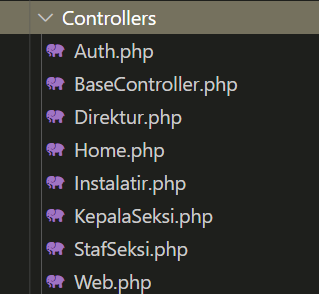 Controllers
Auth.php
BaseController.php
Direktur.php
Home.php
Instalatir.php
KepalaSeksi.php
StafSeksi.php
Web.php